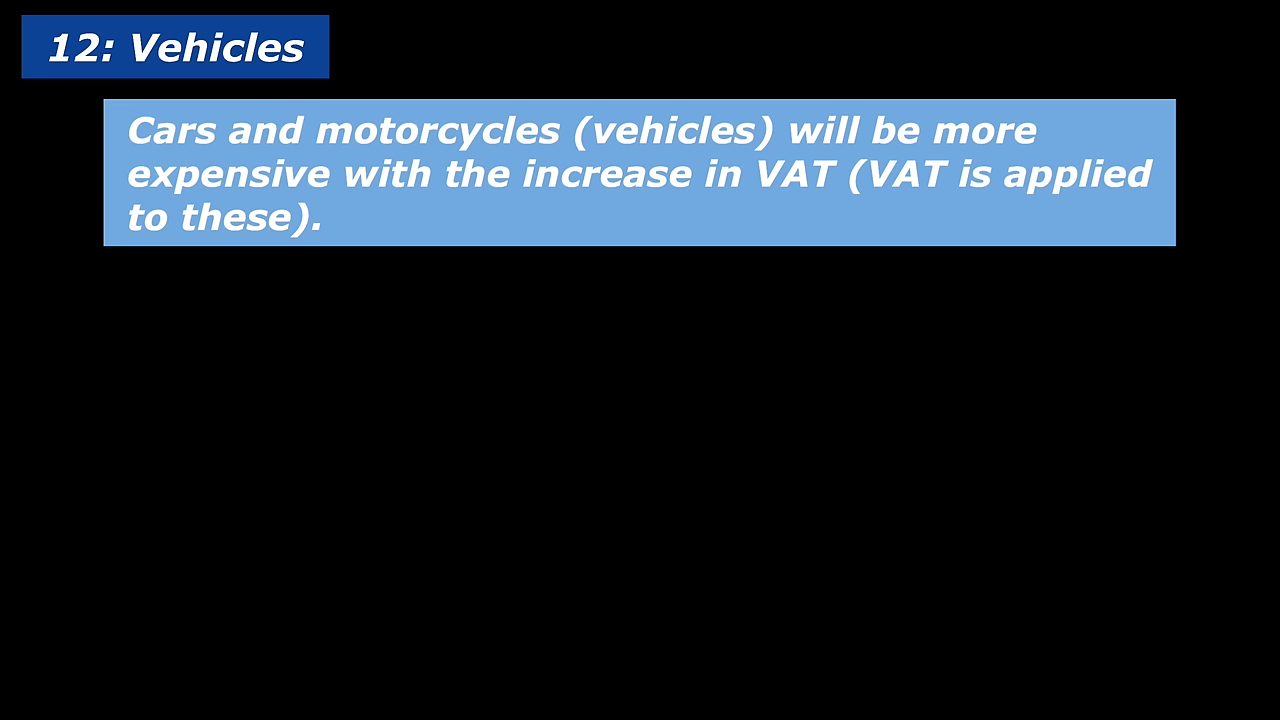 12: Vehicles
Cars and motorcycles (vehicles) will be more
expensive with the increase in VAT (VAT is applied
to these).